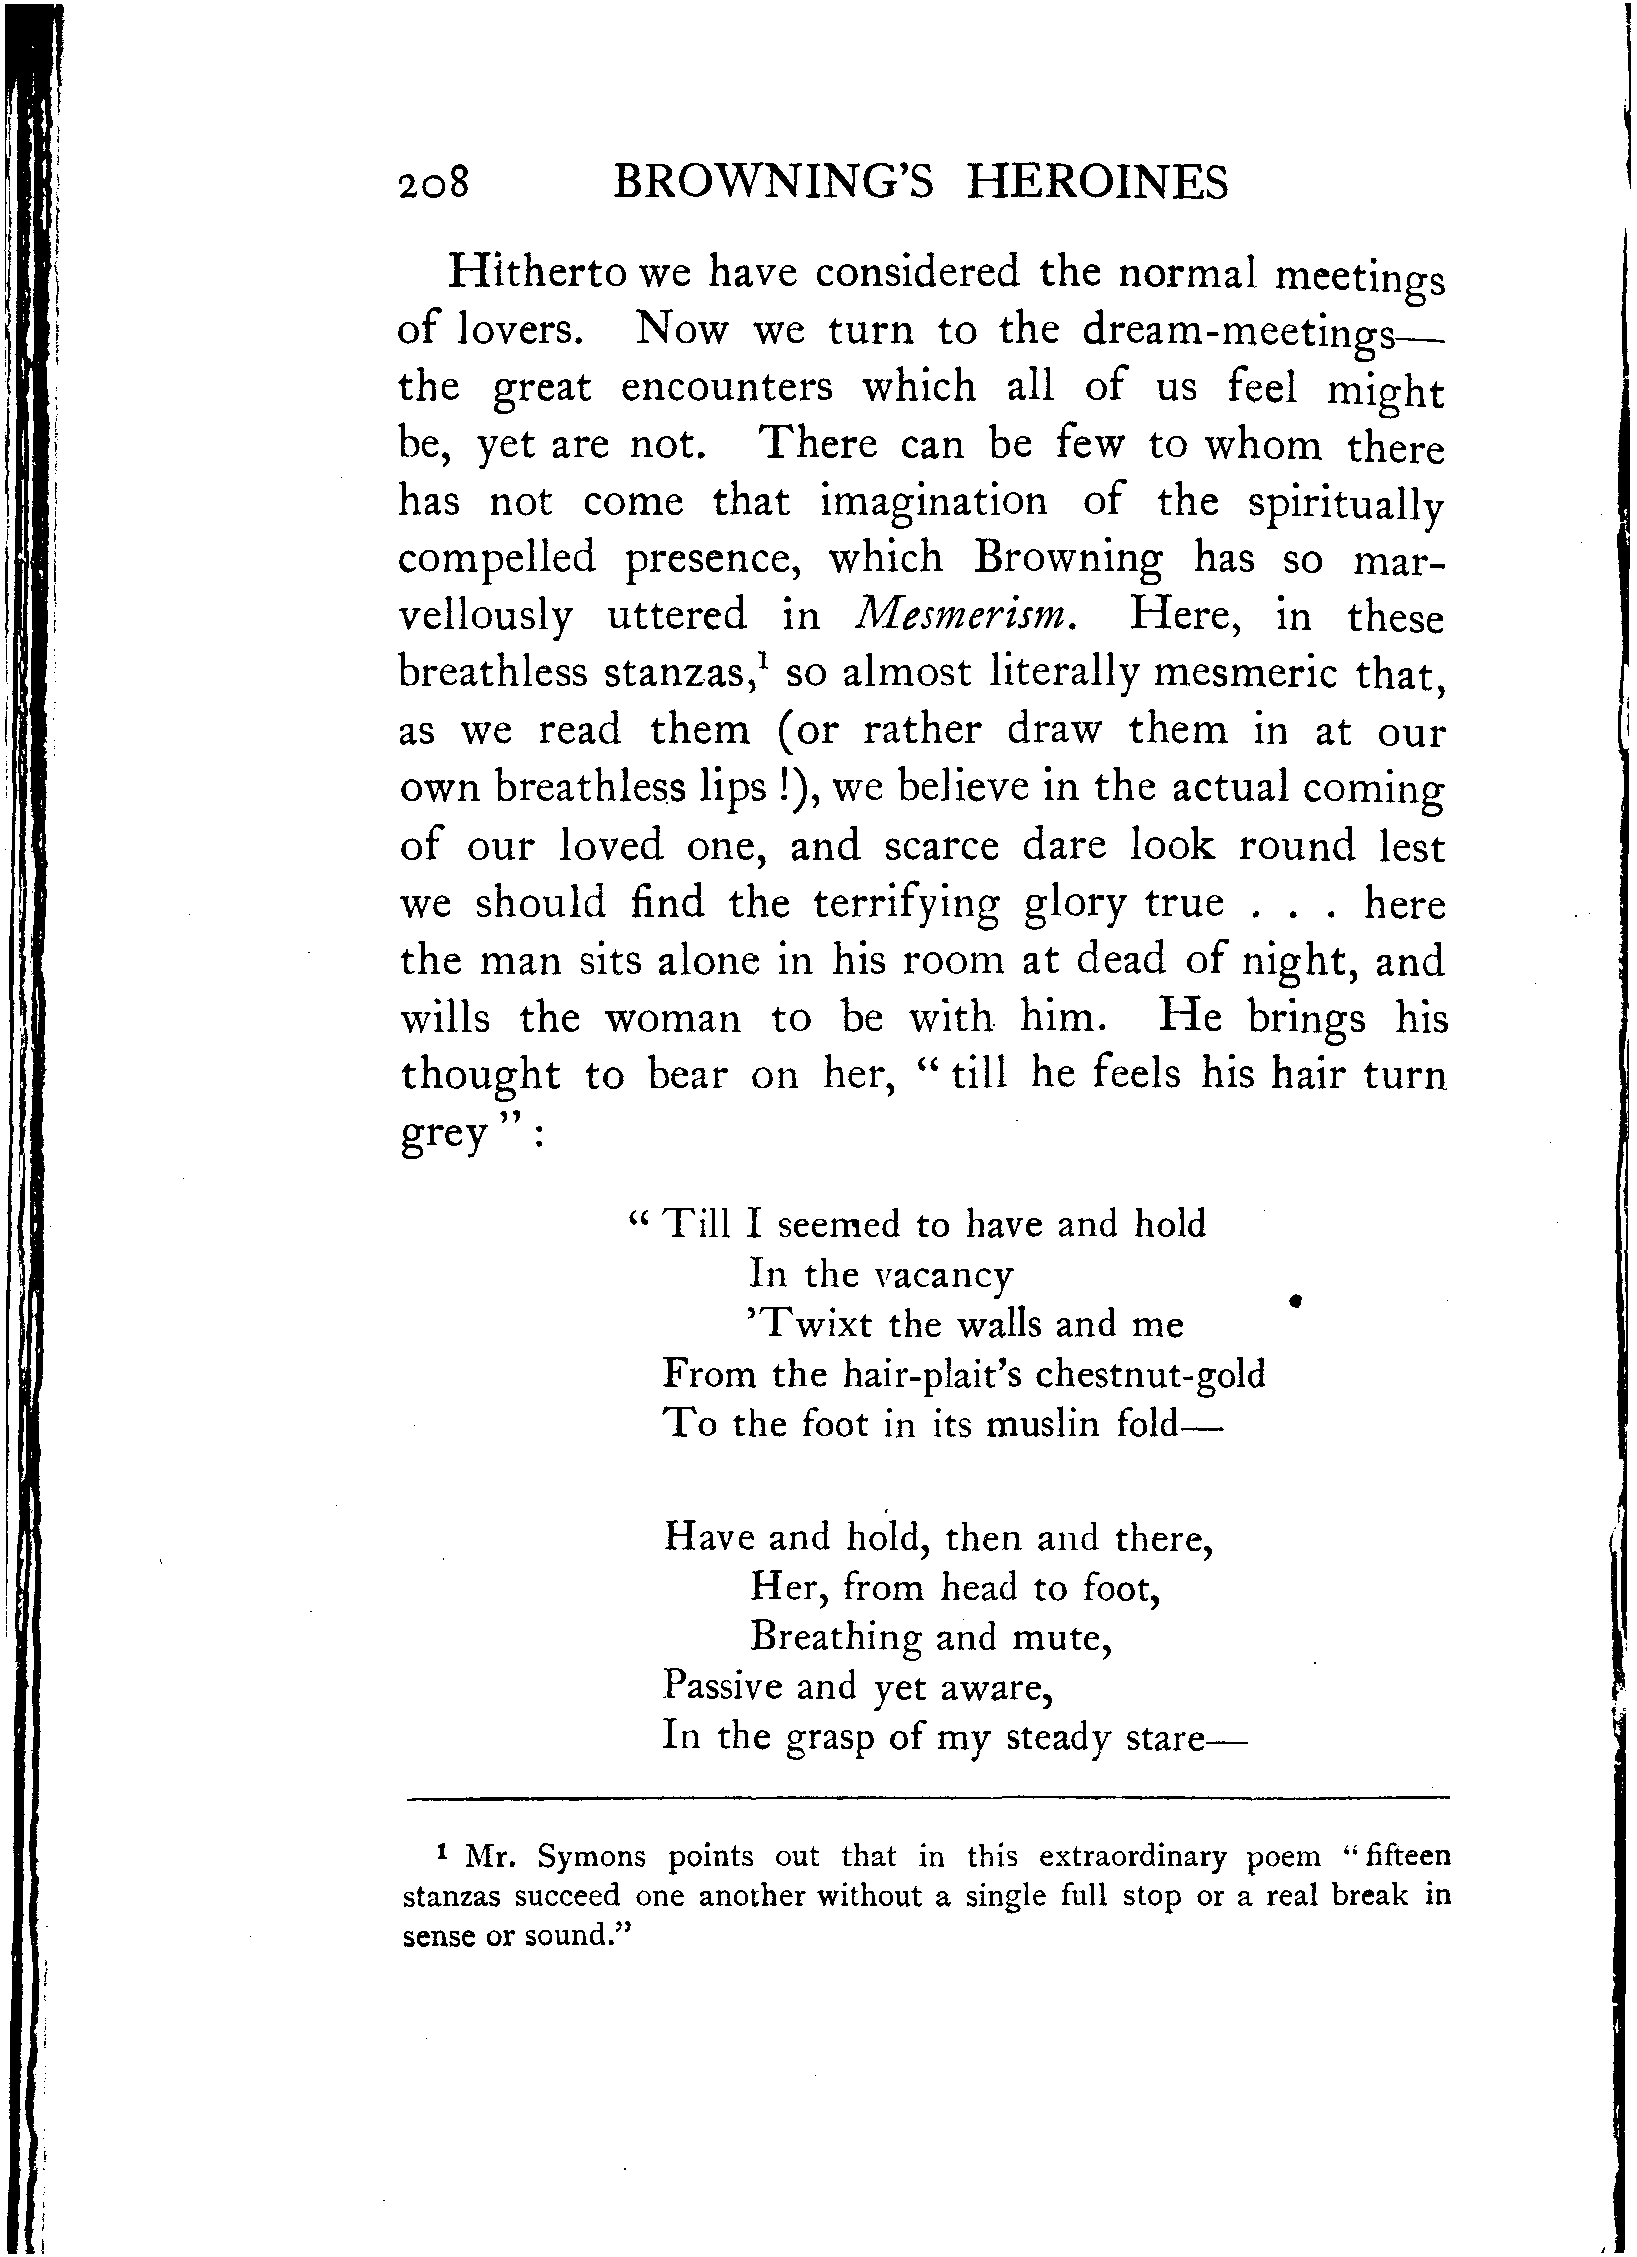 208 BROWNING'S HEROINES
Hitherto we have considered the normal meetings
of lovers. Now we turn to the dream-meetings—
the great encounters which all of us feel might
be, yet are not. There can be few to whom there
has not come that imagination of the spiritually
compelled presence, which Browning has so mar-
vellously uttered in Mesmerism. Here, in these
breathless stanzas,¹ so almost literally mesmeric that,
as we read them (or rather draw them in at our
own breathless lips !), we believe in the actual coming
of our loved one, and scarce dare look round lest
we should find the terrifying glory true . . . here
the man sits alone in his room at dead of night, and
wills the woman to be with him. He brings his
thought to bear on her, “ till he feels his hair turn
grey ” :
“ Till I seemed to have and hold
In the vacancy
’Twixt the walls and me
From the hair-plait’s chestnut-gold
To the foot in its muslin fold—
Have and hold, then and there,
Her, from head to foot,
Breathing and mute,
Passive and yet aware,
In the grasp of my steady stare—
¹ Mr. Symons points out that in this extraordinary poem “ fifteen
stanzas succeed one another without a single full stop or a real break in
sense or sound.”